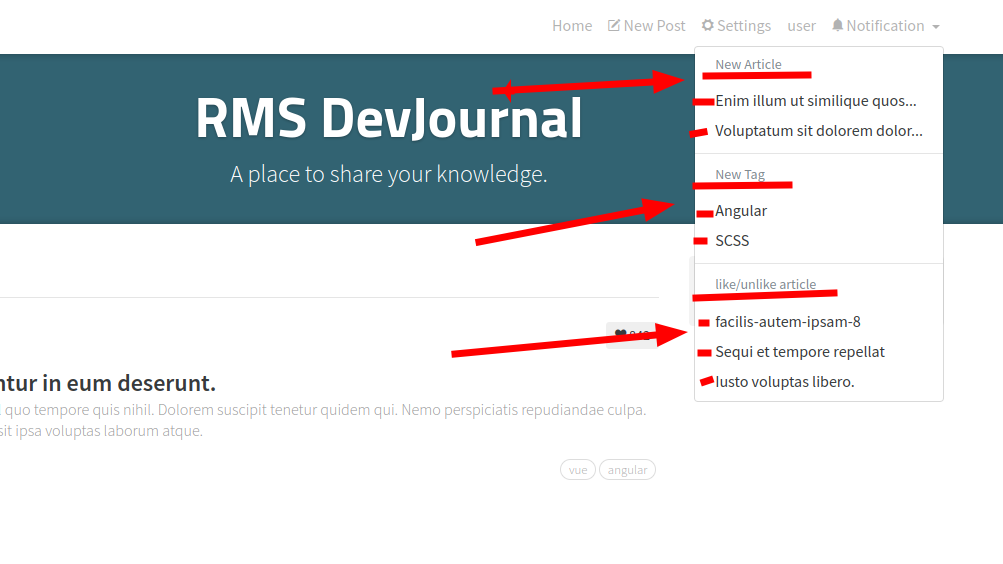 Home New Post Settings user Notification
New Article
Enim illum ut similique quos...
Voluptatum sit dolorem dolor...
RMS DevJournal
A place to share your knowledge.
New Tag
Angular
SCSS
like/unlike article
facilis-autem-ipsam-8
Sequi et tempore repellat
Iusto voluptas libero.
ntur in eum deserunt.
quo tempore quis nihil. Dolorem suscipit tenetur quidem qui. Nemo perspiciatis repudiandae culpa.
sit ipsa voluptas laborum atque.
vue angular